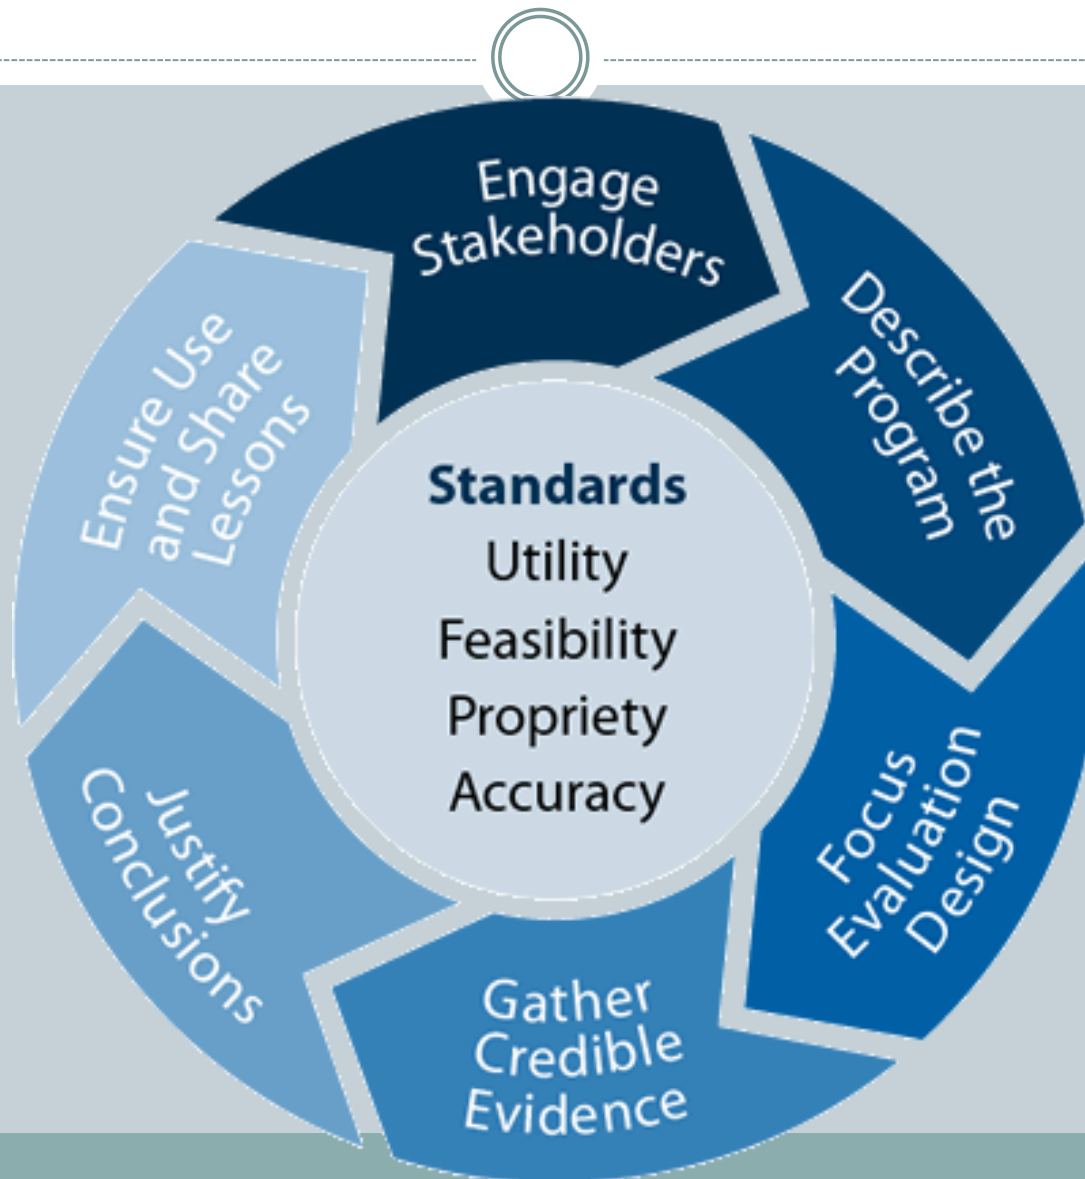 Engage
Stakeholders
Describe the
Program
Focus
Evaluation
Design
Gather
Credible
Evidence
Justify
Conclusions
Ensure Use
and Share
Lessons
Standards
Utility
Feasibility
Propriety
Accuracy